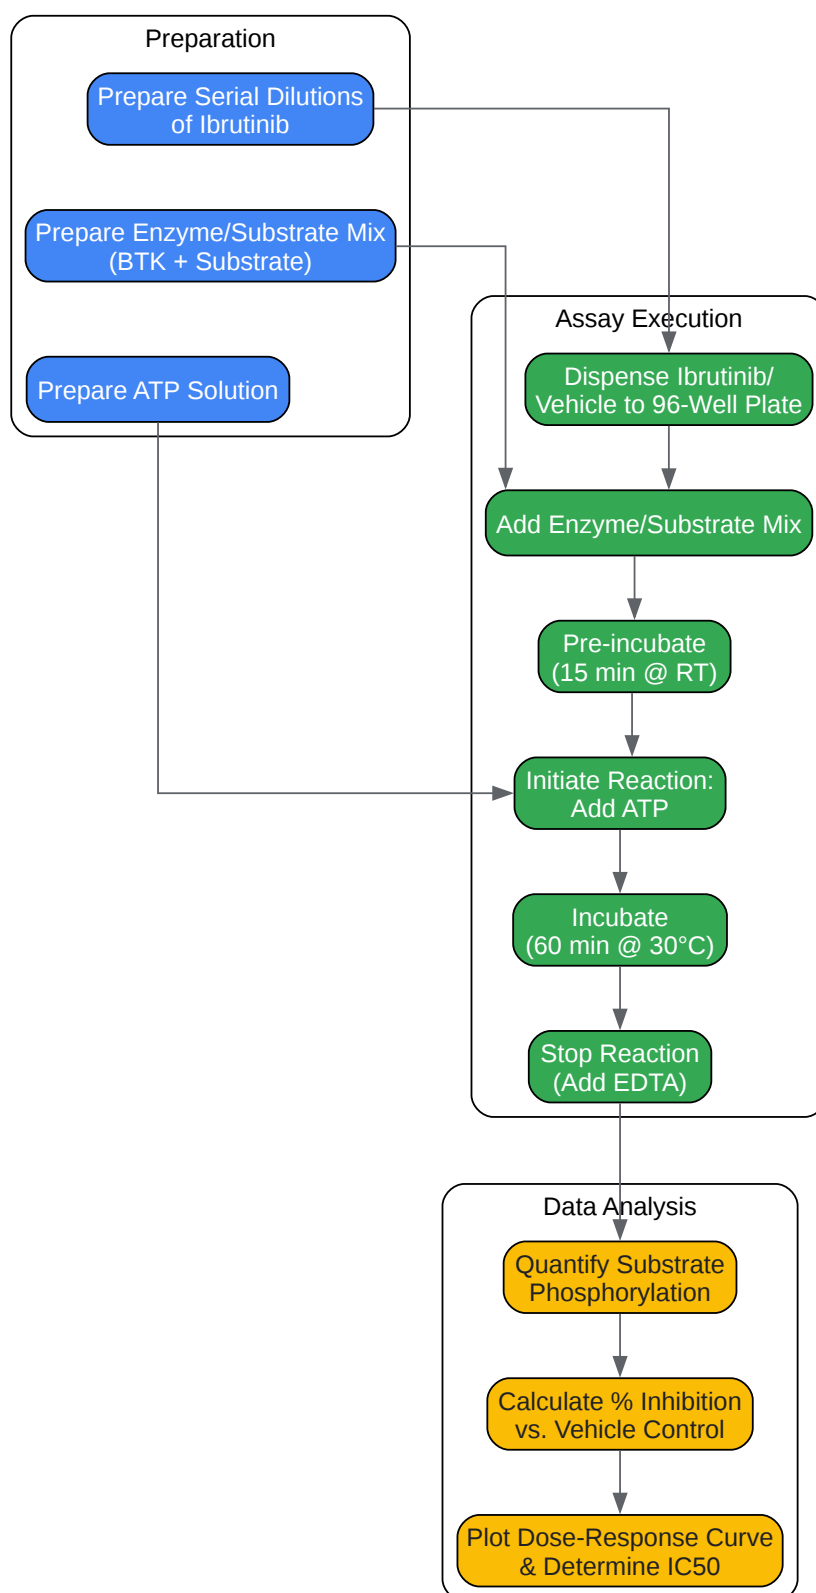 Preparation
Prepare Serial Dilutions
of Ibrutinib
Prepare Enzyme/Substrate Mix
(BTK + Substrate)
Prepare ATP Solution
Assay Execution
Dispense Ibrutinib/
Vehicle to 96-Well Plate
Add Enzyme/Substrate Mix
Pre-incubate
(15 min @ RT)
Initiate Reaction:
Add ATP
Incubate
(60 min @ 30°C)
Stop Reaction
(Add EDTA)
Data Analysis
Quantify Substrate
Phosphorylation
Calculate % Inhibition
vs. Vehicle Control
Plot Dose-Response Curve
& Determine IC50